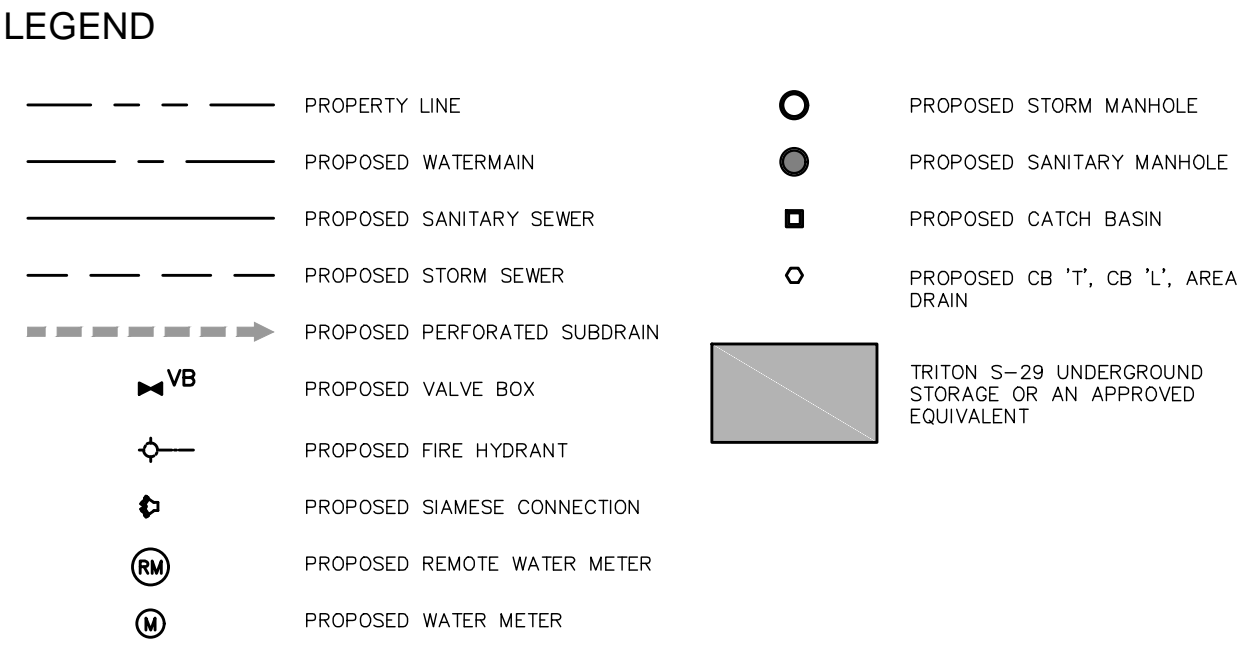 LEGEND
PROPERTY LINE
PROPOSED WATERMAIN
PROPOSED SANITARY SEWER
PROPOSED STORM SEWER
PROPOSED PERFORATED SUBDRAIN
VB
PROPOSED VALVE BOX
PROPOSED FIRE HYDRANT
PROPOSED SIAMESE CONNECTION
RM
PROPOSED REMOTE WATER METER
M
PROPOSED WATER METER
PROPOSED STORM MANHOLE
PROPOSED SANITARY MANHOLE
PROPOSED CATCH BASIN
PROPOSED CB 'T', CB 'L', AREA
DRAIN
TRITON S-29 UNDERGROUND
STORAGE OR AN APPROVED
EQUIVALENT